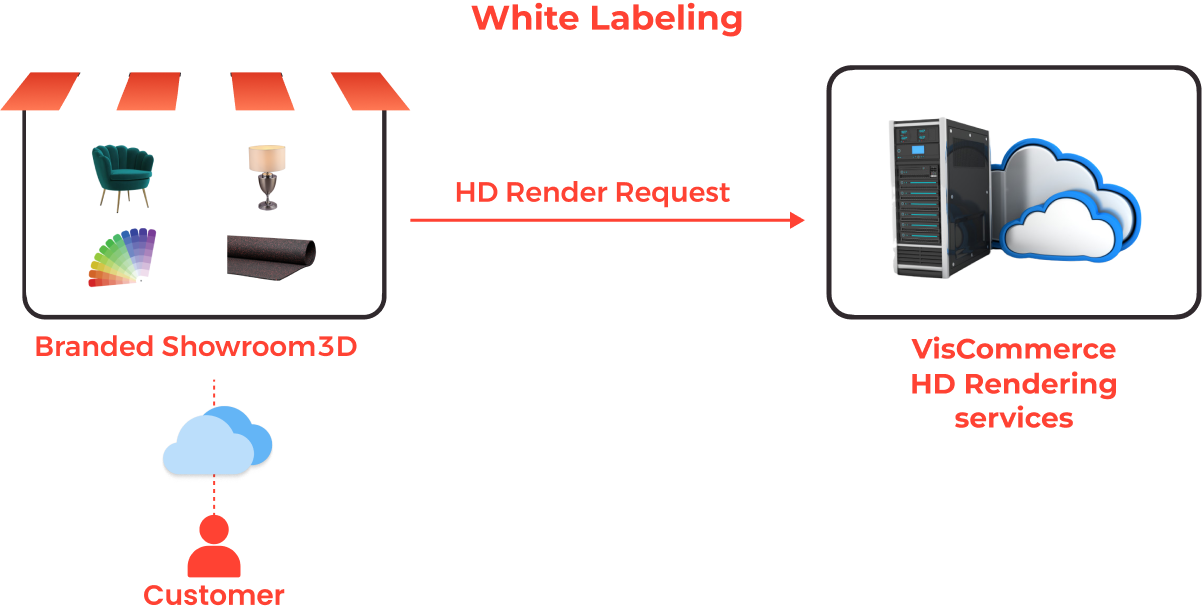 White Labeling
HD Render Request
Branded Showroom3D
VisCommerce
HD Rendering
services
Customer